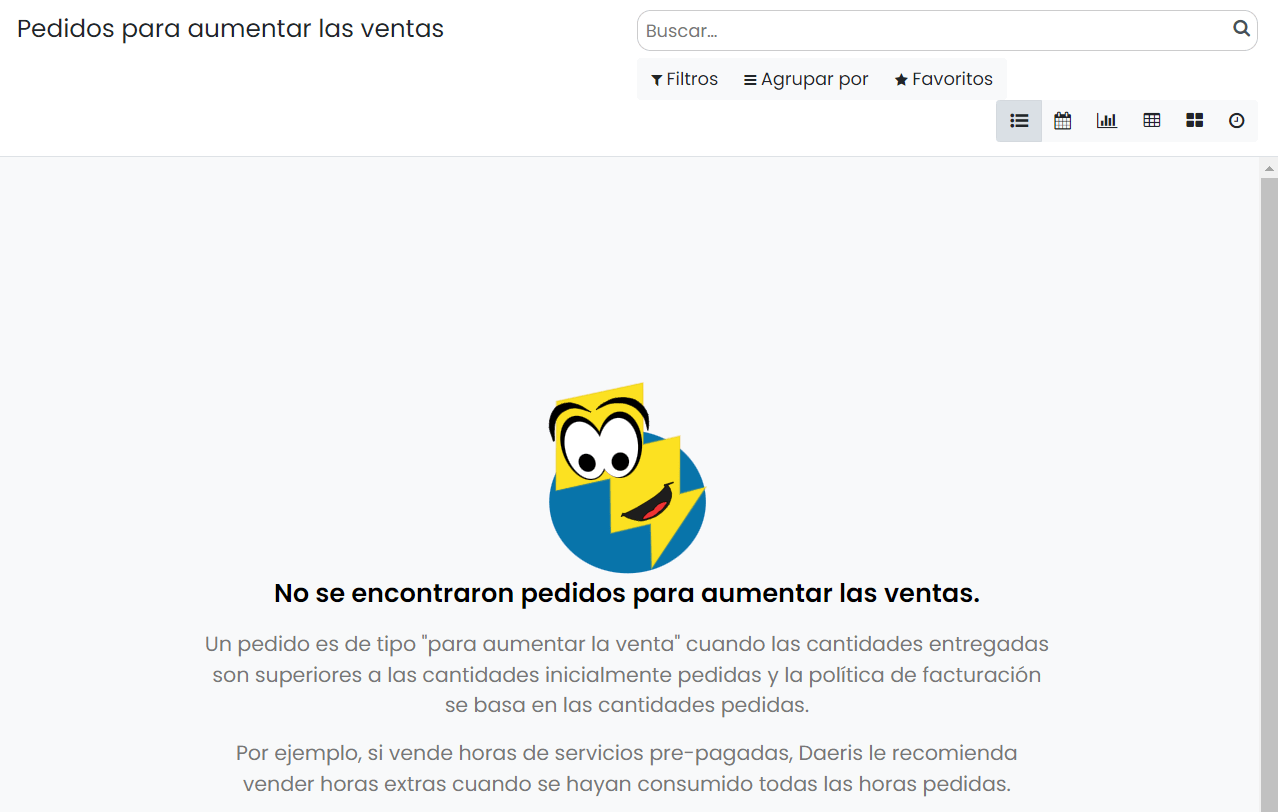 Pedidos para aumentar las ventas
Buscar...
Filtros Agrupar por Favoritos
No se encontraron pedidos para aumentar las ventas.
Un pedido es de tipo "para aumentar la venta" cuando las cantidades entregadas
son superiores a las cantidades inicialmente pedidas y la política de facturación
se basa en las cantidades pedidas.
Por ejemplo, si vende horas de servicios pre-pagadas, Daeris le recomienda
vender horas extras cuando se hayan consumido todas las horas pedidas.